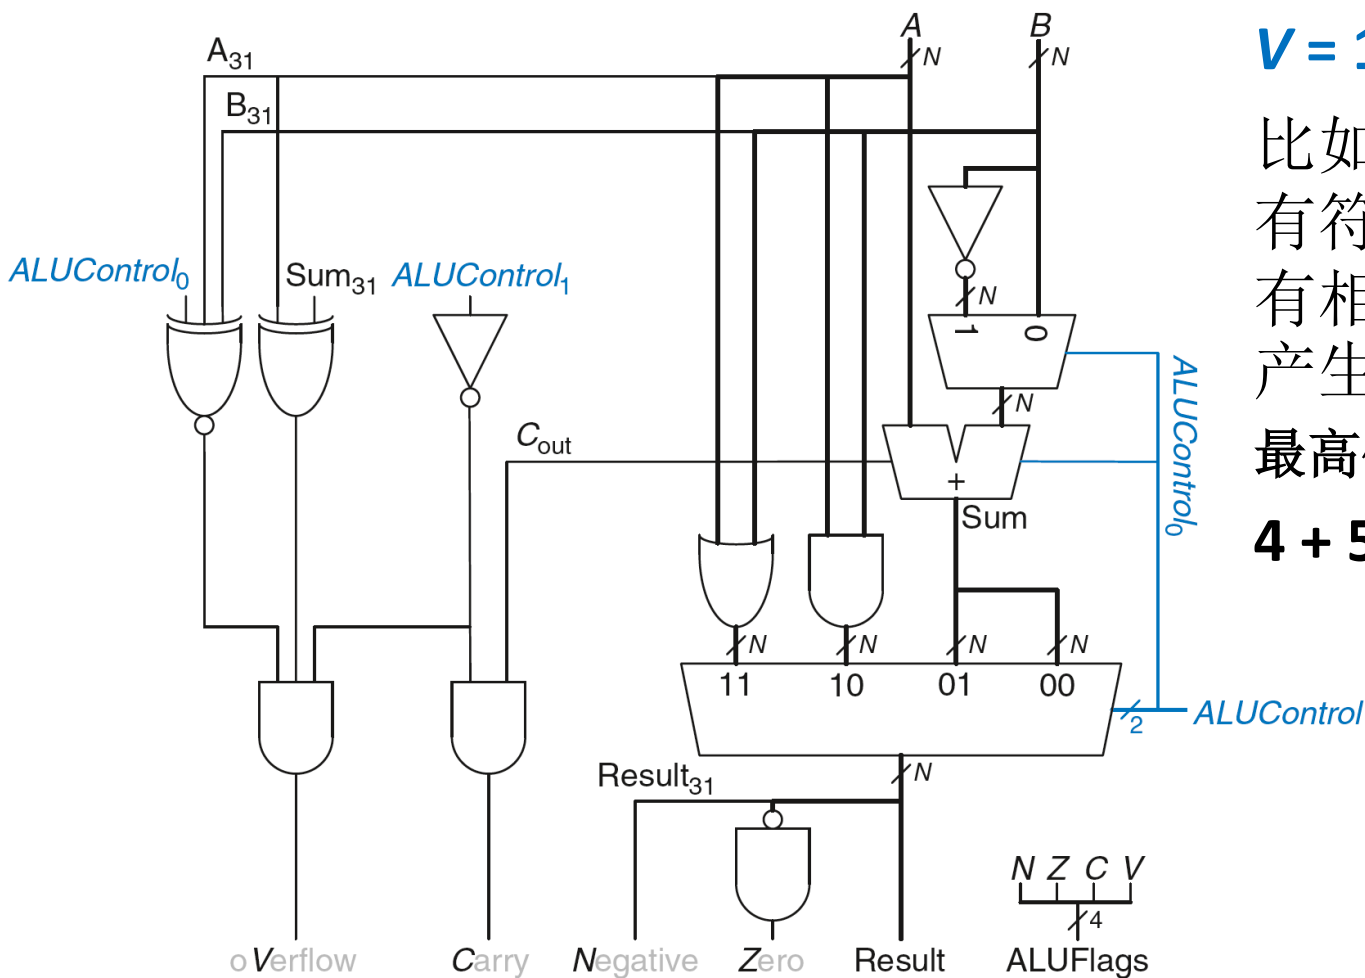 A B
N N
A31
B31
ALUControl0 Sum31 ALUControl1
N
1 0
N
ALUControl0
Cout
+
Sum
N N N N
11 10 01 00
2 ALUControl
N
Result31
N Z C V
4
oVerflow Carry Negative Zero Result ALUFlags
V = 1
比如
有符
有相
产生
最高
4 + 5